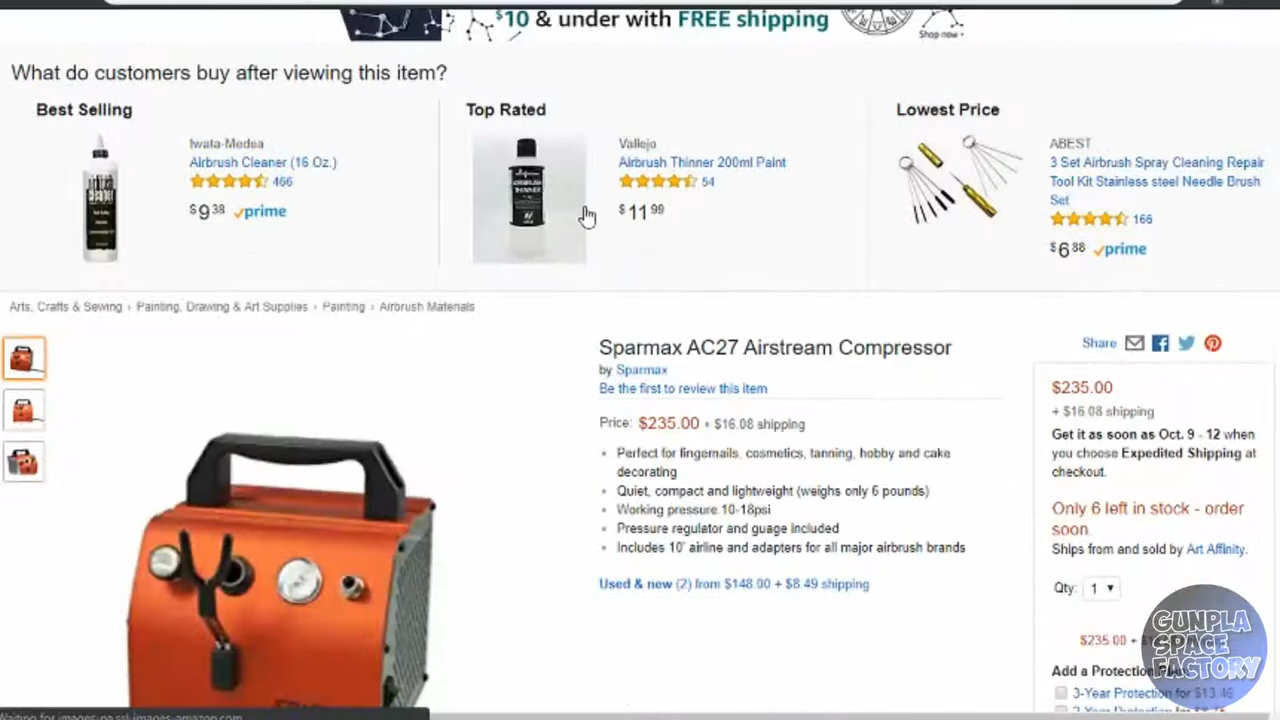 $10 & under with FREE shipping
Shop now
What do customers buy after viewing this item?
Best Selling
Iwata-Medea
Airbrush Cleaner (16 Oz.)
466
$9.38 prime
Top Rated
Vallejo
Airbrush Thinner 200ml Paint
54
$11.99
AIRBRUSH
THINNER
Lowest Price
ABEST
3 Set Airbrush Spray Cleaning Repair
Tool Kit Stainless steel Needle Brush
Set
166
$6.88 prime
Arts, Crafts & Sewing › Painting, Drawing & Art Supplies › Painting › Airbrush Materials
Sparmax AC27 Airstream Compressor
by Sparmax
Be the first to review this item
Price: $235.00 + $16.08 shipping
Perfect for fingernails, cosmetics, tanning, hobby and cake
decorating
Quiet, compact and lightweight (weighs only 6 pounds)
Working pressure 10-18psi
Pressure regulator and guage included
Includes 10' airline and adapters for all major airbrush brands
Used & new (2) from $148.00 + $8.49 shipping
Share
$235.00
+ $16.08 shipping
Get it as soon as Oct. 9 - 12 when
you choose Expedited Shipping at
checkout.
Only 6 left in stock - order
soon
Ships from and sold by Art Affinity.
Qty: 1
$235.00 +
Add a Protection
3-Year Protection for $13.46
GUNPLA
SPACE
FACTORY